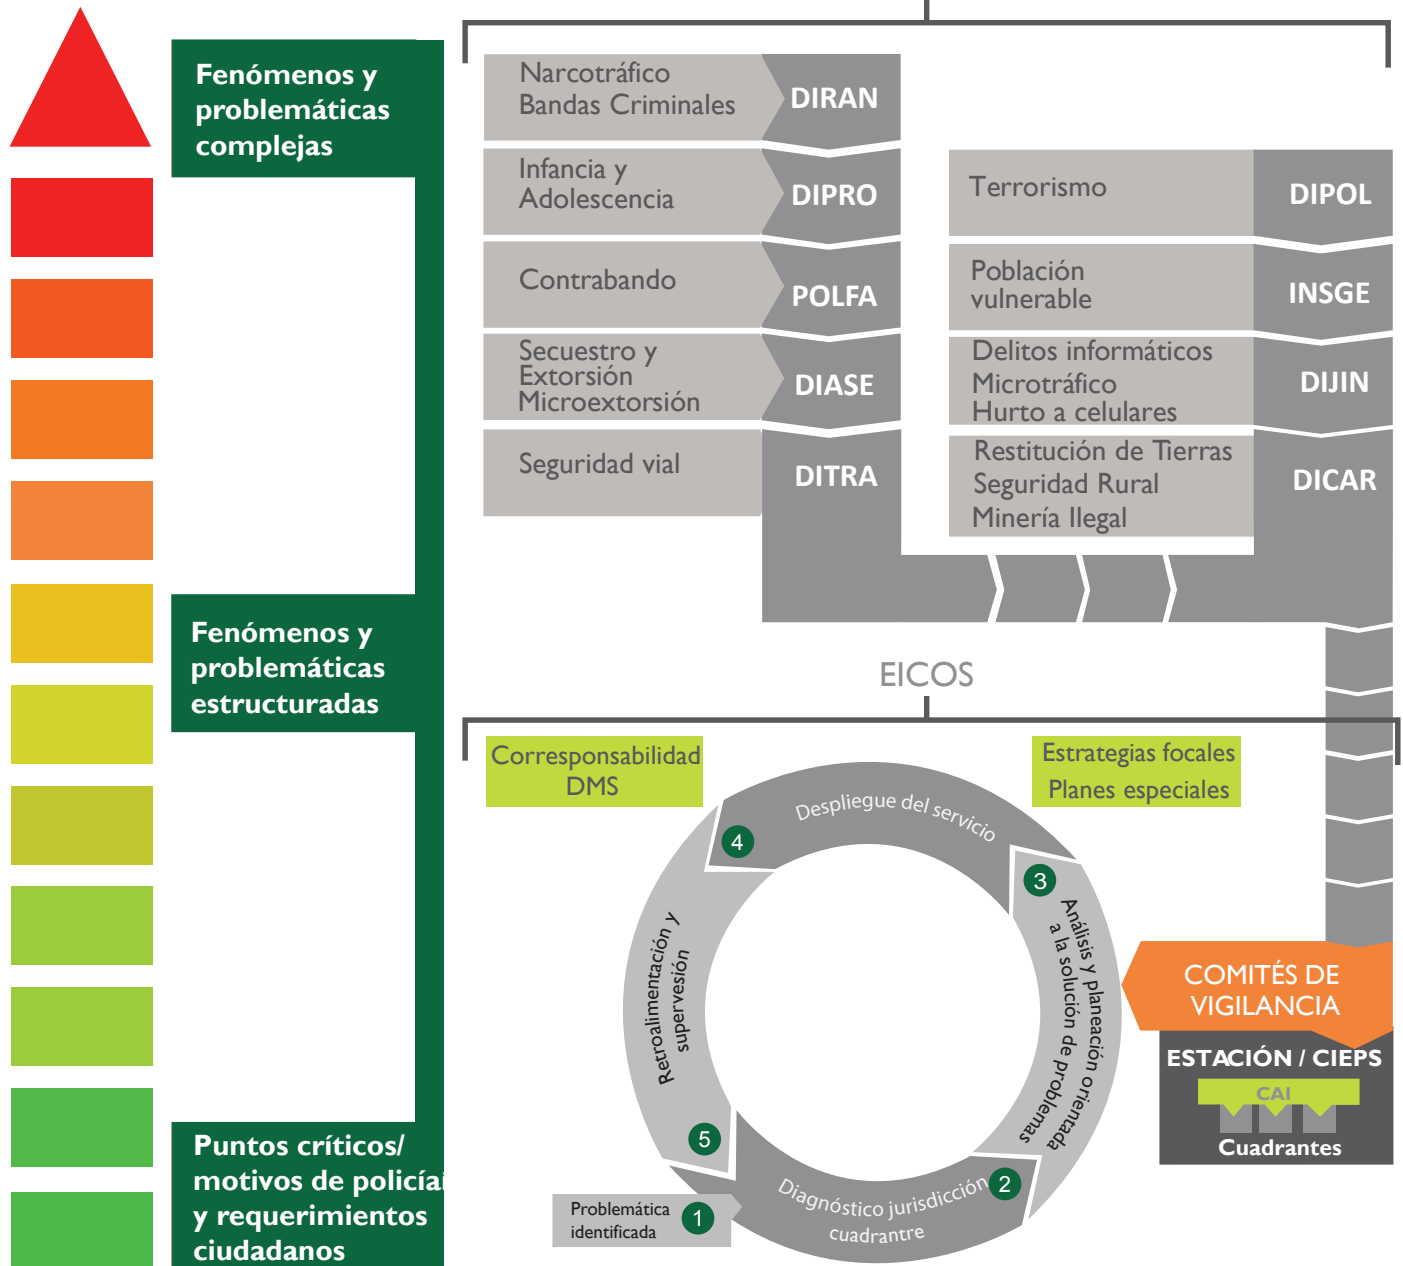 Fenómenos y
problemáticas
complejas
Narcotráfico
Bandas Criminales
DIRAN
Infancia y
Adolescencia
DIPRO
Contrabando
POLFA
Secuestro y
Extorsión
Microextorsión
DIASE
Seguridad vial
DITRA
Terrorismo
DIPOL
Población
vulnerable
INSGE
Delitos informáticos
Microtráfico
Hurto a celulares
DIJIN
Restitución de Tierras
Seguridad Rural
Minería Ilegal
DICAR
Fenómenos y
problemáticas
estructuradas
EICOS
Corresponsabilidad
DMS
Estrategias focales
Planes especiales
Despliegue del servicio
4
3
Análisis y planeación orientada
a la solución de problemas
Retroalimentación y
supervesión
5
2
Diagnóstico jurisdicción
cuadrantre
Problemática
identificada
1
COMITÉS DE
VIGILANCIA
ESTACIÓN / CIEPS
CAI
Cuadrantes
Puntos críticos/
motivos de policíaí
y requerimientos
ciudadanos